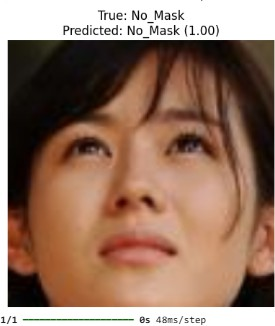 True: No_Mask
Predicted: No_Mask (1.00)
1/1 ━━━━━━━━━━━━━━━━━━━━ 0s 48ms/step